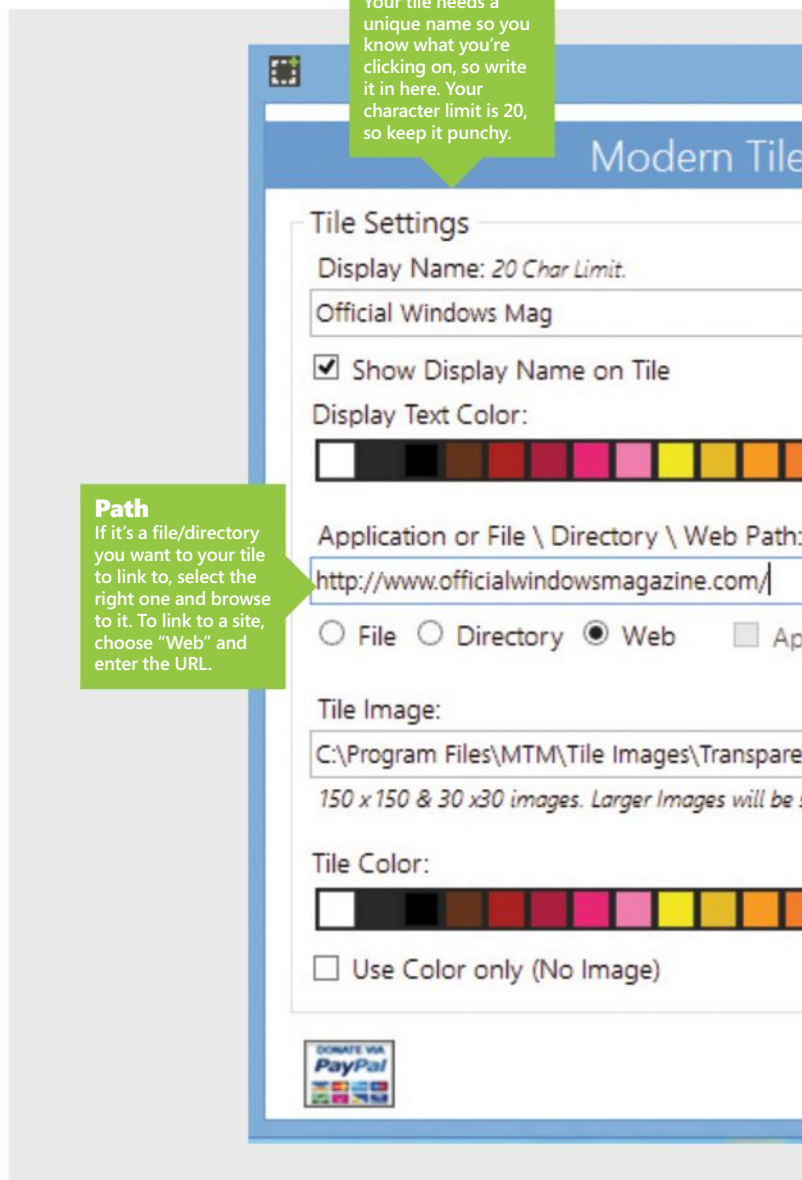 Your tile needs a
unique name so you
know what you're
clicking on, so write
it in here. Your
character limit is 20,
so keep it punchy.
Modern Tile
Tile Settings
Display Name: 20 Char Limit.
Official Windows Mag
Show Display Name on Tile
Display Text Color:
Path
If it's a file/directory
you want to your tile
to link to, select the
right one and browse
to it. To link to a site,
choose "Web" and
enter the URL.
Application or File \ Directory \ Web Path:
http://www.officialwindowsmagazine.com/
File Directory Web Ap
Tile Image:
C:\Program Files\MTM\Tile Images\Transpare
150 x 150 & 30 x30 images. Larger Images will be s
Tile Color:
Use Color only (No Image)
DONATE VIA
PayPal